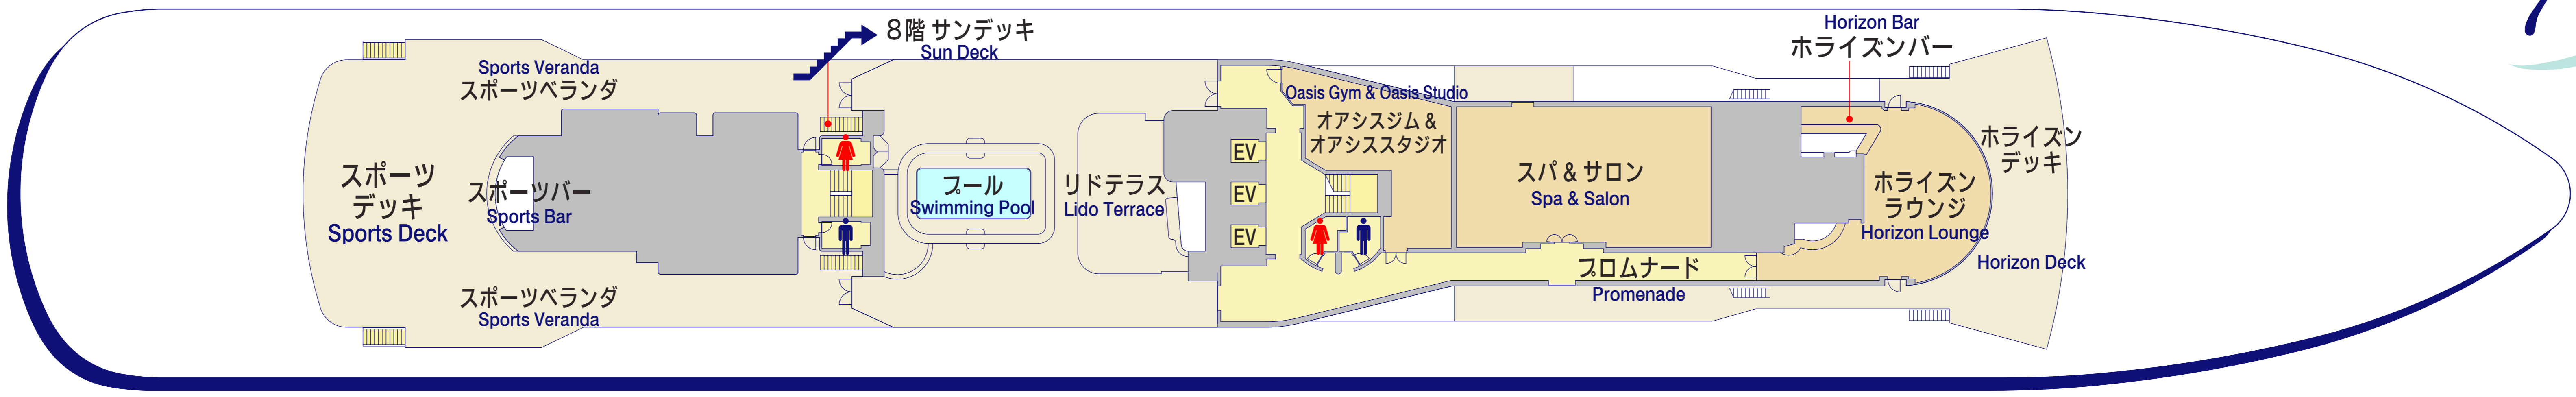 Sports Veranda
スポーツベランダ
8階 サンデッキ
Sun Deck
Horizon Bar
ホライズンバー
スポーツ
デッキ
Sports Deck
スポーツバー
Sports Bar
スポーツベランダ
Sports Veranda
プール
Swimming Pool
リドテラス
Lido Terrace
EV
EV
EV
Oasis Gym & Oasis Studio
オアシスジム &
オアシススタジオ
スパ & サロン
Spa & Salon
プロムナード
Promenade
ホライズン
ラウンジ
Horizon Lounge
ホライズン
デッキ
Horizon Deck